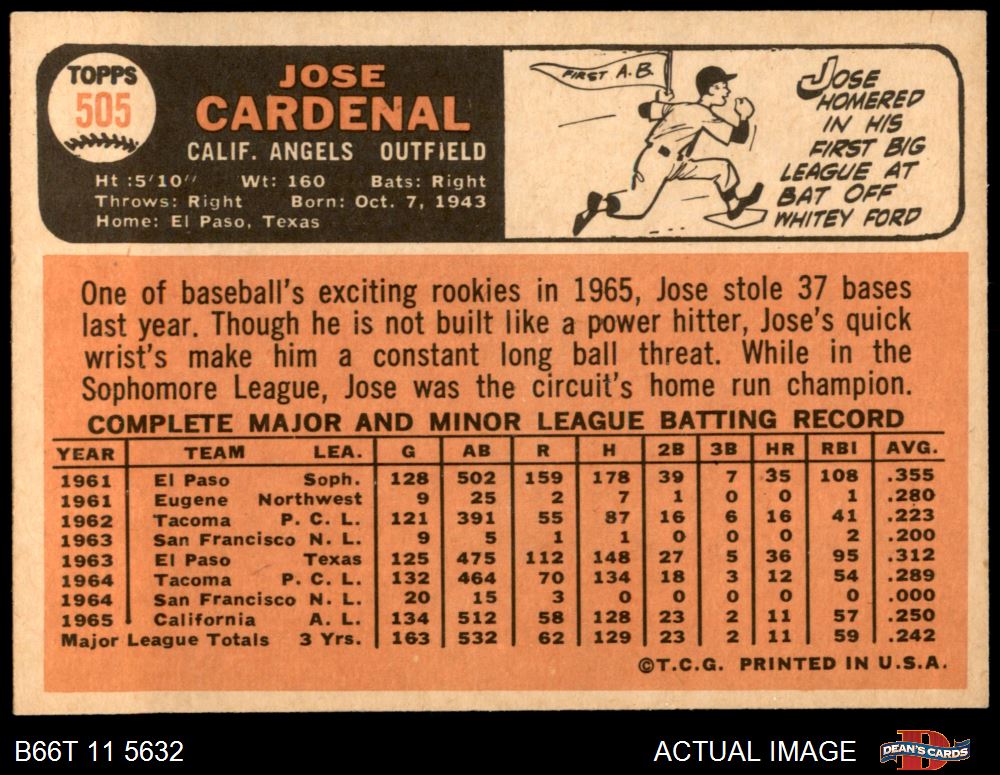 TOPPS
505
JOSE
CARDENAL
CALIF. ANGELS OUTFIELD
Ht :5'10" Wt: 160 Bats: Right
Throws: Right Born: Oct. 7, 1943
Home: El Paso, Texas
FIRST A.B.
JOSE
HOMERED
IN HIS
FIRST BIG
LEAGUE AT
BAT OFF
WHITEY FORD
One of baseball's exciting rookies in 1965, Jose stole 37 bases
last year. Though he is not built like a power hitter, Jose's quick
wrist's make him a constant long ball threat. While in the
Sophomore League, Jose was the circuit's home run champion.
COMPLETE MAJOR AND MINOR LEAGUE BATTING RECORD
YEAR TEAM LEA. G AB R H 2B 3B HR RBI AVG.
1961 El Paso Soph. 128 502 159 178 39 7 35 108 .355
1961 Eugene Northwest 9 25 2 7 1 0 0 1 .280
1962 Tacoma P. C. L. 121 391 55 87 16 6 16 41 .223
1963 San Francisco N. L. 9 5 1 1 0 0 0 2 .200
1963 El Paso Texas 125 475 112 148 27 5 36 95 .312
1964 Tacoma P. C. L. 132 464 70 134 18 3 12 54 .289
1964 San Francisco N. L. 20 15 3 0 0 0 0 0 .000
1965 California A. L. 134 512 58 128 23 2 11 57 .250
Major League Totals 3 Yrs. 163 532 62 129 23 2 11 59 .242
©T.C.G. PRINTED IN U.S.A.
B66T 11 5632
ACTUAL IMAGE
DEAN'S CARDS